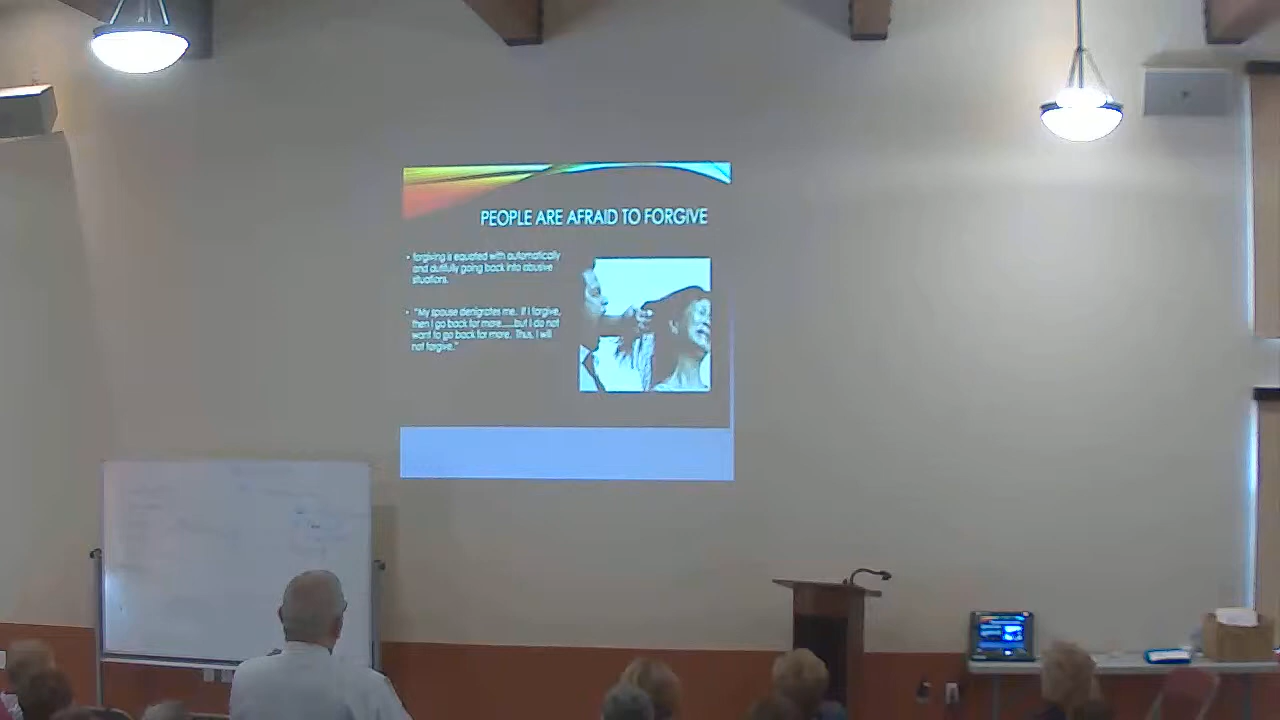 PEOPLE ARE AFRAID TO FORGIVE
• forgiving is equated with automatically
and dutifully going back into abusive
situations.
• "My spouse denigrates me. If I forgive,
then I go back for more.....but I do not
want to go back for more. Thus, I will
not forgive."